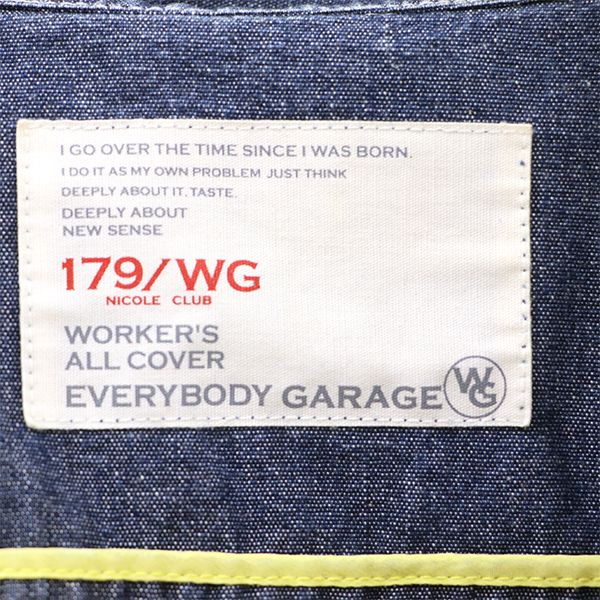 I GO OVER THE TIME SINCE I WAS BORN.
I DO IT AS MY OWN PROBLEM JUST THINK
DEEPLY ABOUT IT, TASTE.
DEEPLY ABOUT
NEW SENSE
179/WG
NICOLE CLUB
WORKER'S
ALL COVER
EVERYBODY GARAGE
WG